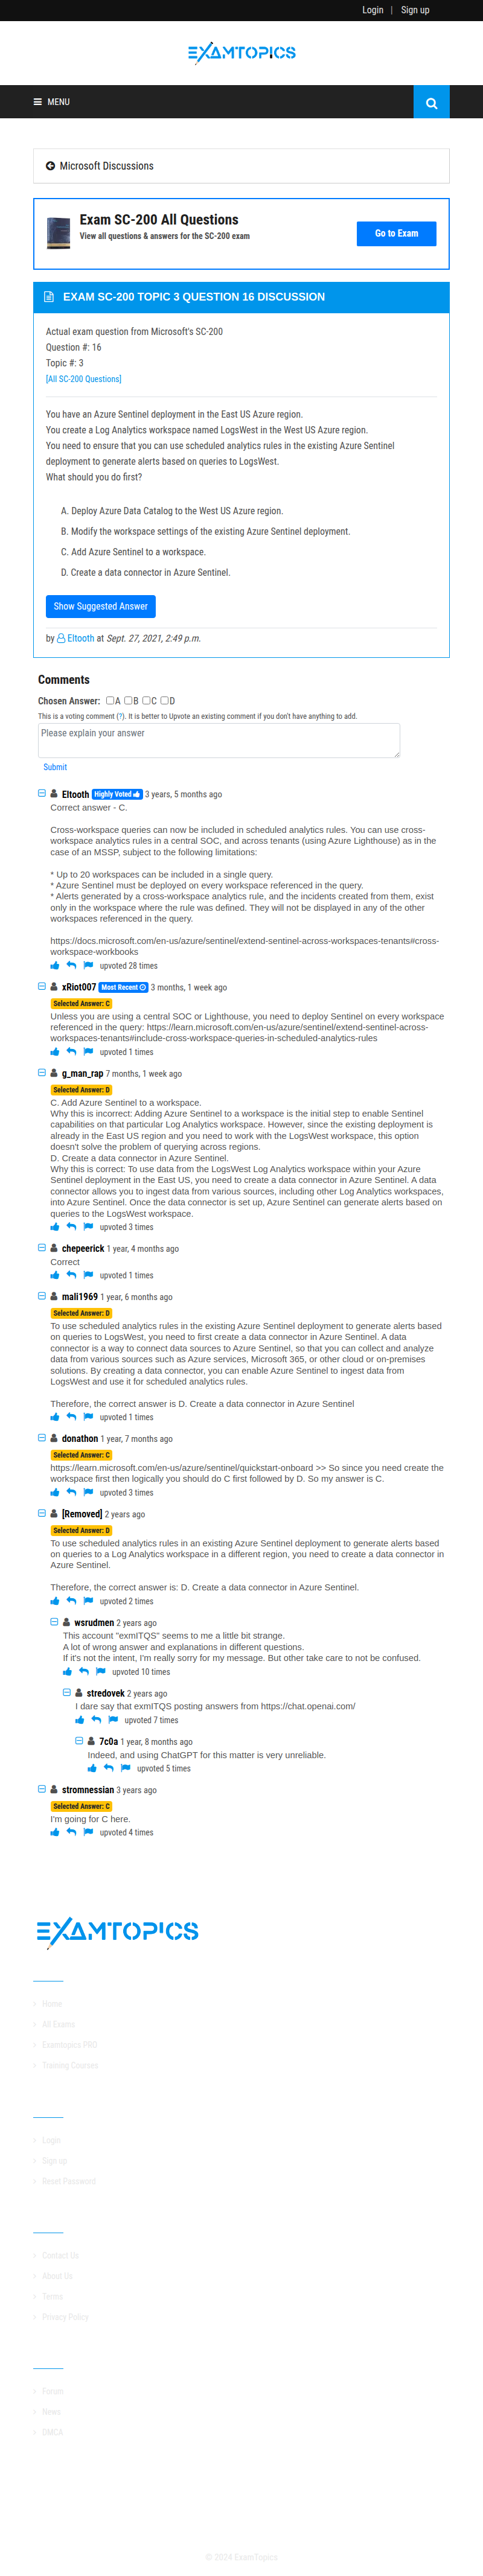 Login | Sign up
EXAMTOPICS
MENU
Microsoft Discussions
Exam SC-200 All Questions
View all questions & answers for the SC-200 exam
Go to Exam
EXAM SC-200 TOPIC 3 QUESTION 16 DISCUSSION
Actual exam question from Microsoft's SC-200
Question #: 16
Topic #: 3
[All SC-200 Questions]
You have an Azure Sentinel deployment in the East US Azure region.
You create a Log Analytics workspace named LogsWest in the West US Azure region.
You need to ensure that you can use scheduled analytics rules in the existing Azure Sentinel
deployment to generate alerts based on queries to LogsWest.
What should you do first?
A. Deploy Azure Data Catalog to the West US Azure region.
B. Modify the workspace settings of the existing Azure Sentinel deployment.
C. Add Azure Sentinel to a workspace.
D. Create a data connector in Azure Sentinel.
Show Suggested Answer
by Eltooth at Sept. 27, 2021, 2:49 p.m.
Comments
Chosen Answer: A B C D
This is a voting comment (?). It is better to Upvote an existing comment if you don't have anything to add.
Please explain your answer
Submit
Eltooth Highly Voted 3 years, 5 months ago
Correct answer - C.
Cross-workspace queries can now be included in scheduled analytics rules. You can use cross-
workspace analytics rules in a central SOC, and across tenants (using Azure Lighthouse) as in the
case of an MSSP, subject to the following limitations:
* Up to 20 workspaces can be included in a single query.
* Azure Sentinel must be deployed on every workspace referenced in the query.
* Alerts generated by a cross-workspace analytics rule, and the incidents created from them, exist
only in the workspace where the rule was defined. They will not be displayed in any of the other
workspaces referenced in the query.
https://docs.microsoft.com/en-us/azure/sentinel/extend-sentinel-across-workspaces-tenants#cross-
workspace-workbooks
upvoted 28 times
xRiot007 Most Recent 3 months, 1 week ago
Selected Answer: C
Unless you are using a central SOC or Lighthouse, you need to deploy Sentinel on every workspace
referenced in the query: https://learn.microsoft.com/en-us/azure/sentinel/extend-sentinel-across-
workspaces-tenants#include-cross-workspace-queries-in-scheduled-analytics-rules
upvoted 1 times
g_man_rap 7 months, 1 week ago
Selected Answer: D
C. Add Azure Sentinel to a workspace.
Why this is incorrect: Adding Azure Sentinel to a workspace is the initial step to enable Sentinel
capabilities on that particular Log Analytics workspace. However, since the existing deployment is
already in the East US region and you need to work with the LogsWest workspace, this option
doesn't solve the problem of querying across regions.
D. Create a data connector in Azure Sentinel.
Why this is correct: To use data from the LogsWest Log Analytics workspace within your Azure
Sentinel deployment in the East US, you need to create a data connector in Azure Sentinel. A data
connector allows you to ingest data from various sources, including other Log Analytics workspaces,
into Azure Sentinel. Once the data connector is set up, Azure Sentinel can generate alerts based on
queries to the LogsWest workspace.
upvoted 3 times
chepeerick 1 year, 4 months ago
Correct
upvoted 1 times
mali1969 1 year, 6 months ago
Selected Answer: D
To use scheduled analytics rules in the existing Azure Sentinel deployment to generate alerts based
on queries to LogsWest, you need to first create a data connector in Azure Sentinel. A data
connector is a way to connect data sources to Azure Sentinel, so that you can collect and analyze
data from various sources such as Azure services, Microsoft 365, or other cloud or on-premises
solutions. By creating a data connector, you can enable Azure Sentinel to ingest data from
LogsWest and use it for scheduled analytics rules.
Therefore, the correct answer is D. Create a data connector in Azure Sentinel
upvoted 1 times
donathon 1 year, 7 months ago
Selected Answer: C
https://learn.microsoft.com/en-us/azure/sentinel/quickstart-onboard >> So since you need create the
workspace first then logically you should do C first followed by D. So my answer is C.
upvoted 3 times
[Removed] 2 years ago
Selected Answer: D
To use scheduled analytics rules in an existing Azure Sentinel deployment to generate alerts based
on queries to a Log Analytics workspace in a different region, you need to create a data connector in
Azure Sentinel.
Therefore, the correct answer is: D. Create a data connector in Azure Sentinel.
upvoted 2 times
wsrudmen 2 years ago
This account "exmITQS" seems to me a little bit strange.
A lot of wrong answer and explanations in different questions.
If it's not the intent, I'm really sorry for my message. But other take care to not be confused.
upvoted 10 times
stredovek 2 years ago
I dare say that exmITQS posting answers from https://chat.openai.com/
upvoted 7 times
7c0a 1 year, 8 months ago
Indeed, and using ChatGPT for this matter is very unreliable.
upvoted 5 times
stromnessian 3 years ago
Selected Answer: C
I'm going for C here.
upvoted 4 times
EXAMTOPICS
Home
All Exams
Examtopics PRO
Training Courses
Login
Sign up
Reset Password
Contact Us
About Us
Terms
Privacy Policy
Forum
News
DMCA
© 2024 ExamTopics